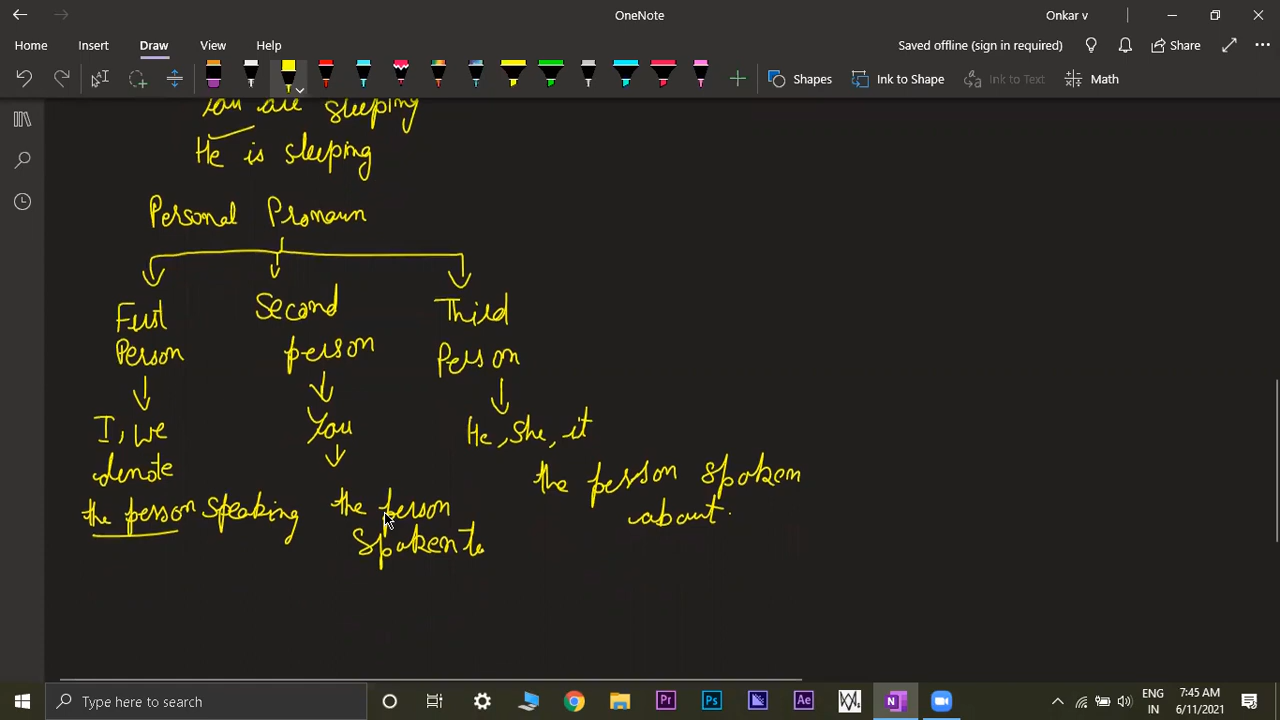 OneNote
Onkar v
Home Insert Draw View Help
Saved offline (sign in required)
Share
Shapes
Ink to Shape
Ink to Text
Math
You are sleeping
He is sleeping
Personal Pronoun
First Person
Second person
Third Person
I, we
denote
the person speaking
You
the person
spoken to
He, She, it
the person spoken
about.
Type here to search
ENG
IN
7:45 AM
6/11/2021